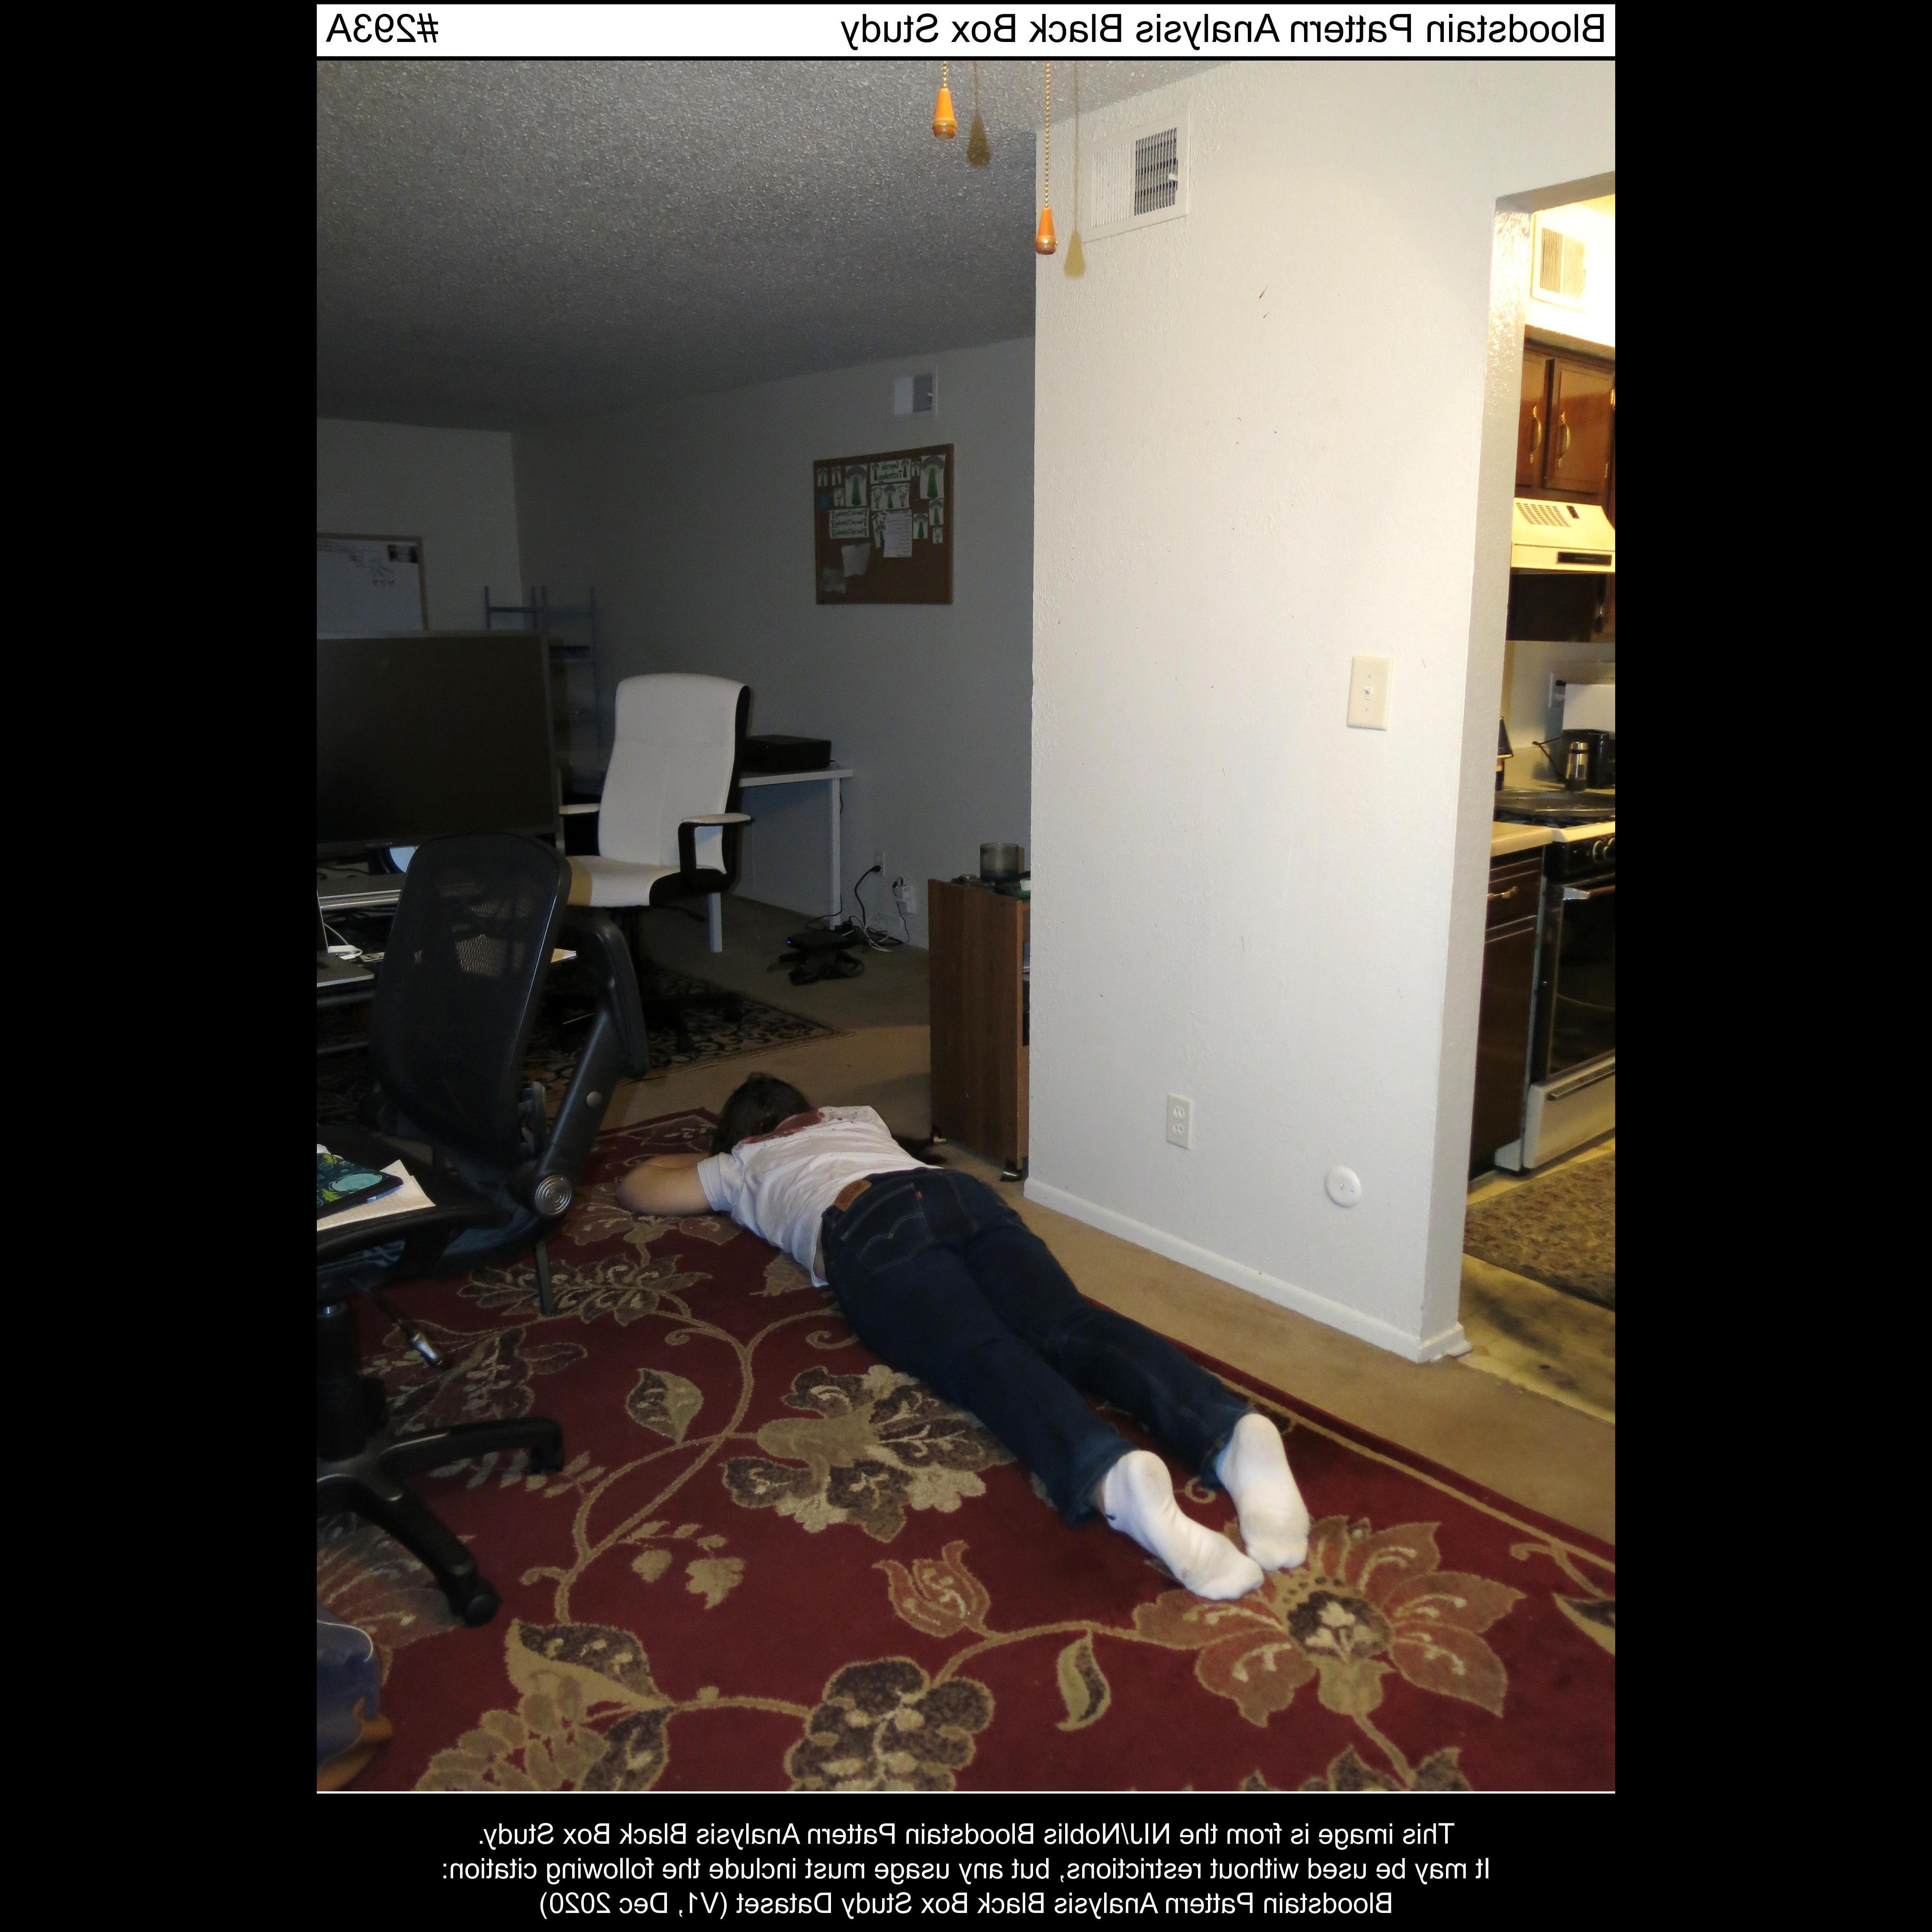 Bloodstain Pattern Analysis Black Box Study #293A
This image is from the NIJ/Noblis Bloodstain Pattern Analysis Black Box Study.
It may be used without restrictions, but any usage must include the following citation:
Bloodstain Pattern Analysis Black Box Study Dataset (V1, Dec 2020)